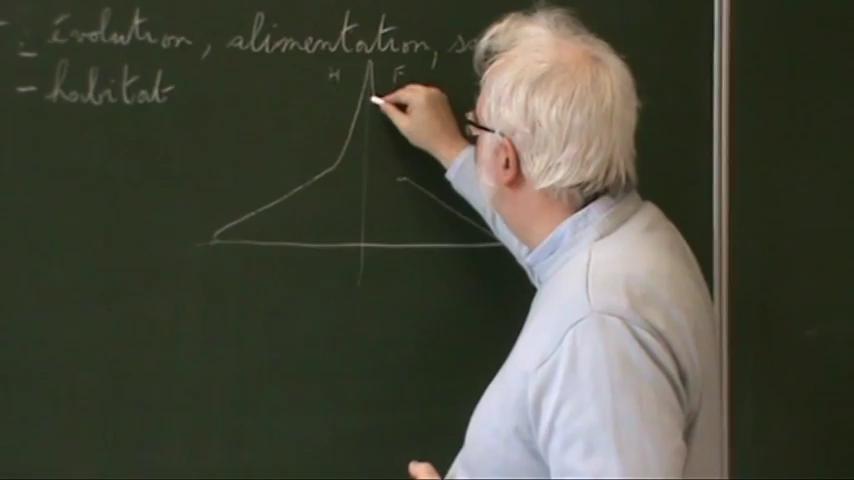 : évolution, alimentation,
- habitat
H F